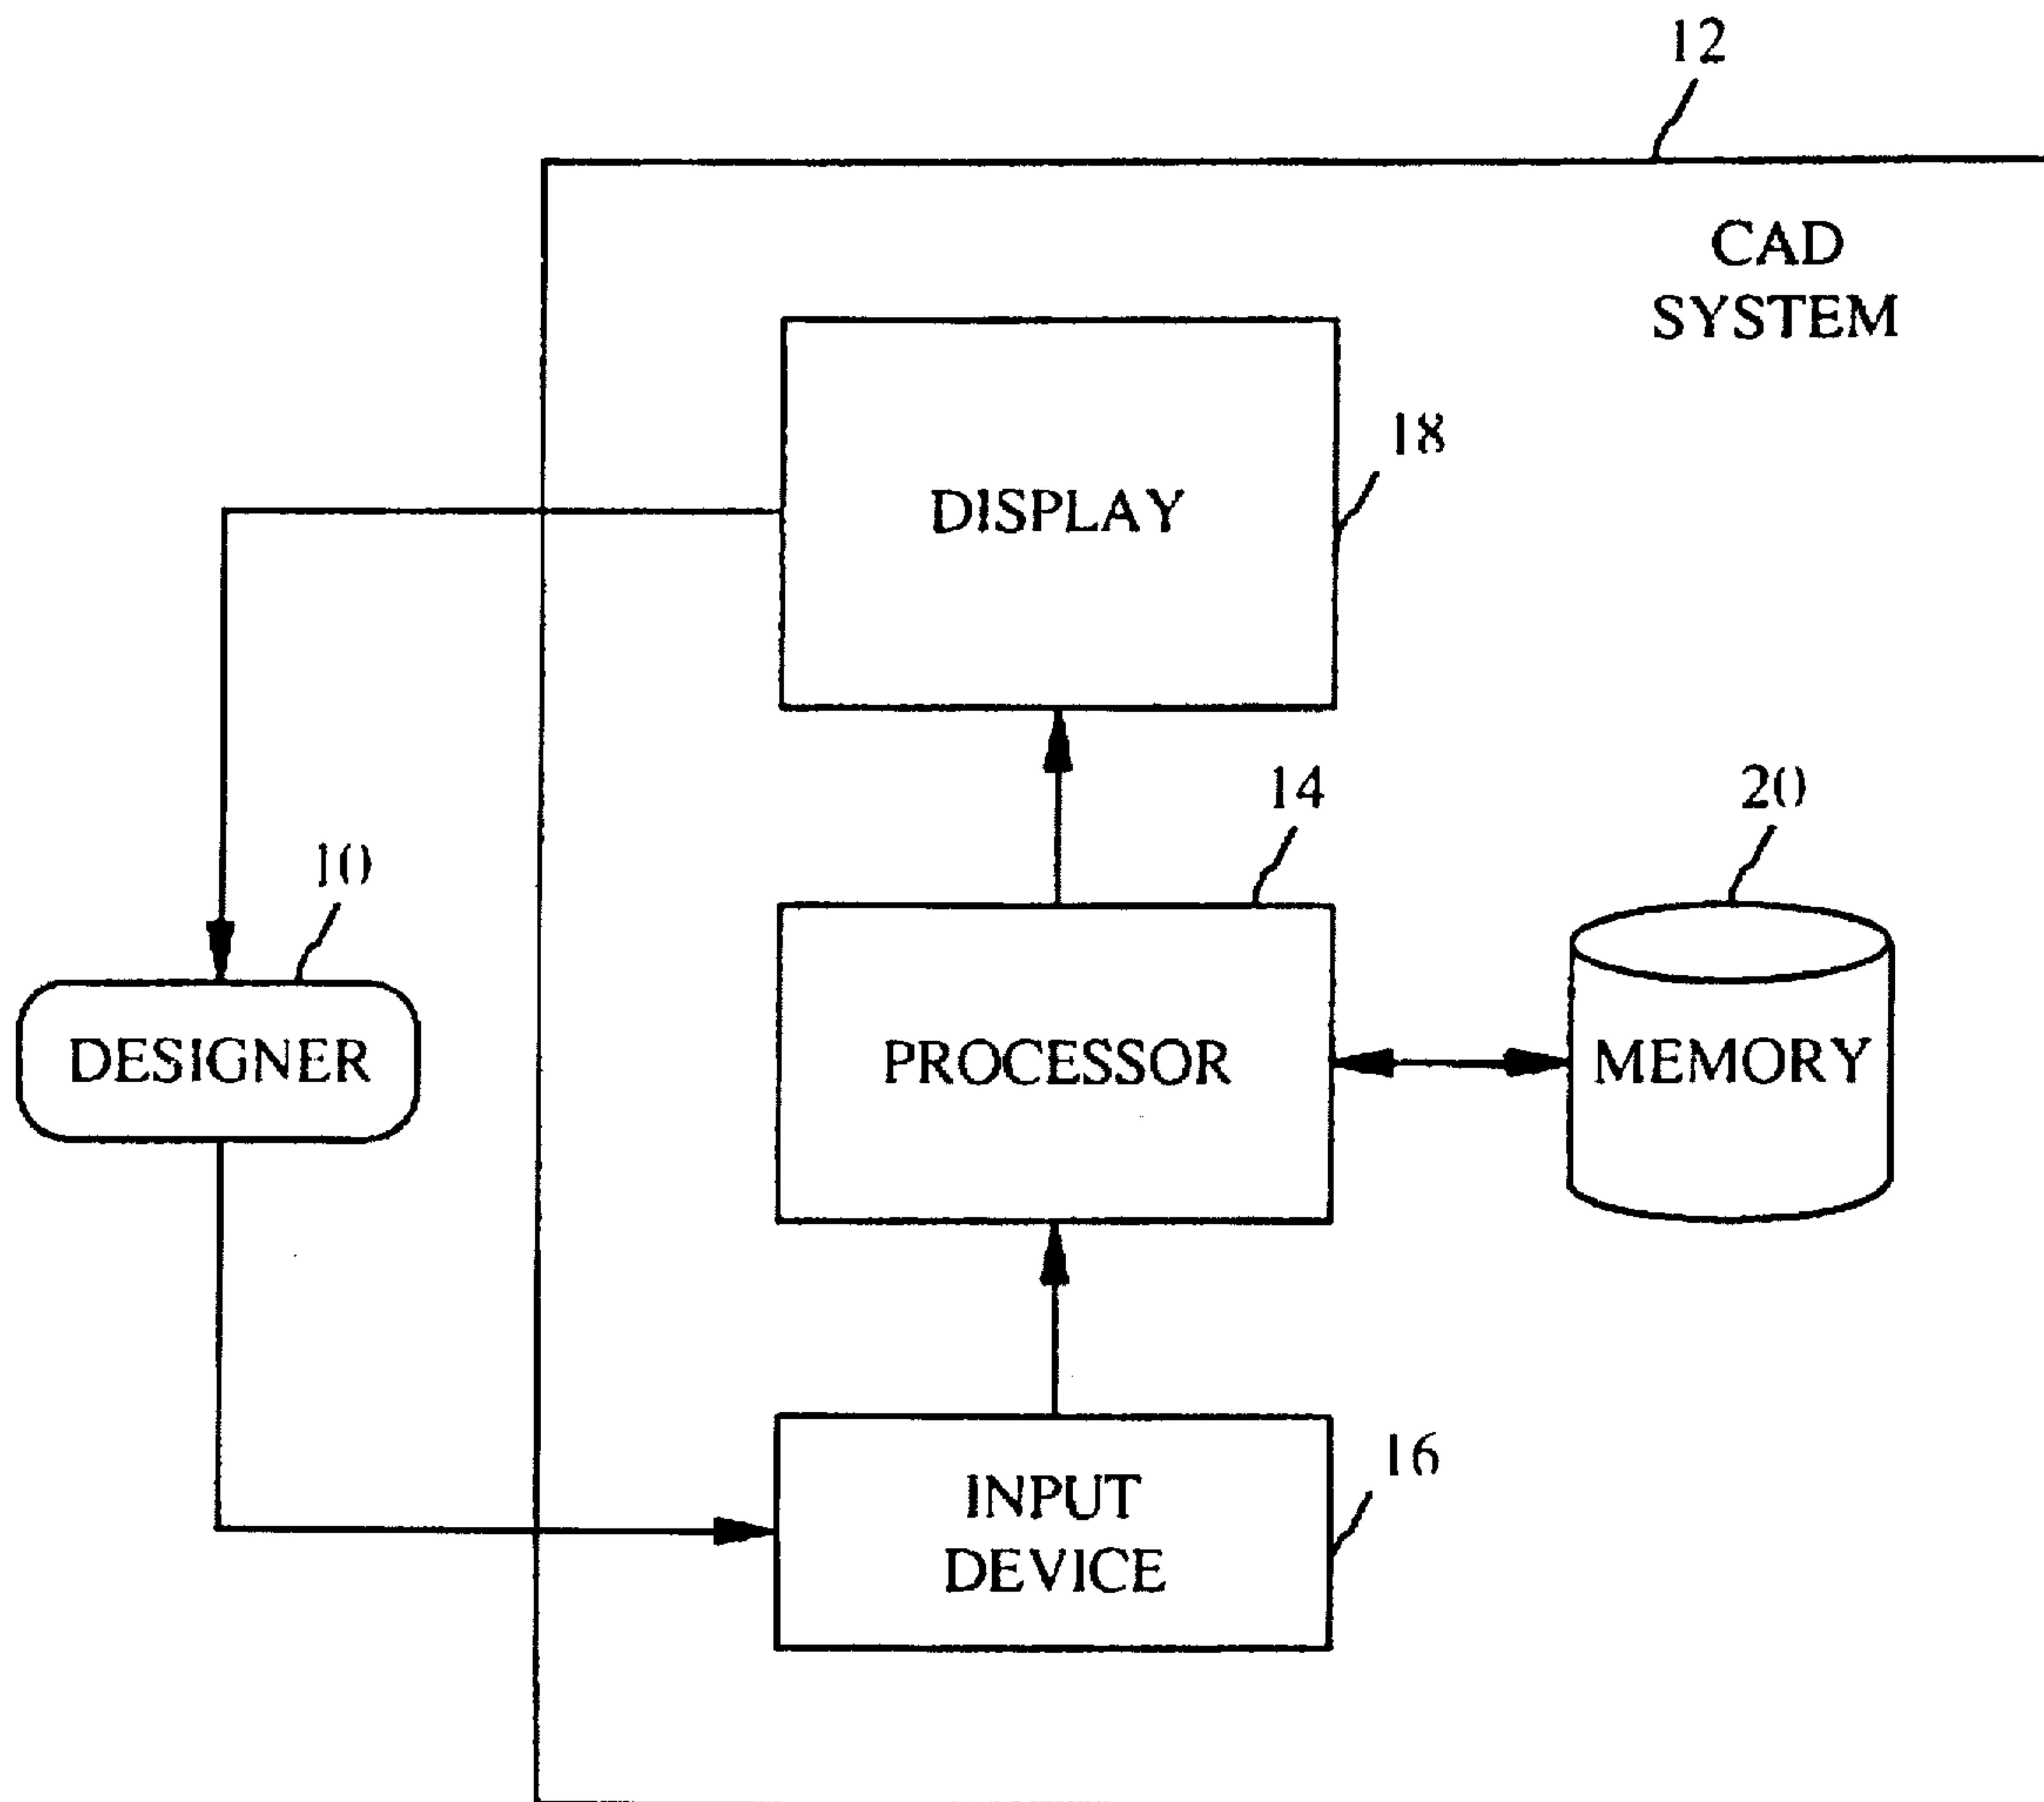 12
CAD
SYSTEM
18
DISPLAY
14
20
10
DESIGNER
PROCESSOR
MEMORY
16
INPUT
DEVICE